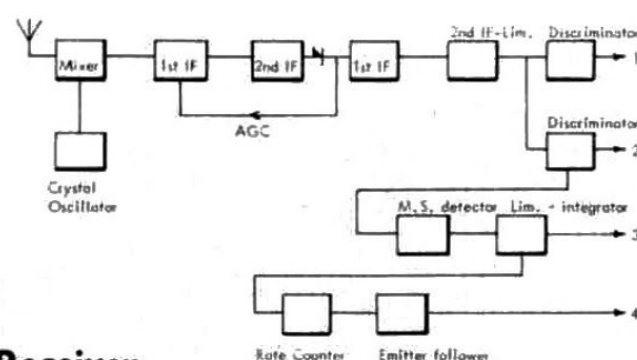 2nd IF-Lim. Discriminator
Mixer 1st IF 2nd IF 1st IF 1
AGC
Discriminator
2
Crystal
Oscillator
M.S. detector Lim. - integrator
3
4
Receiver
Rate Counter Emitter follower